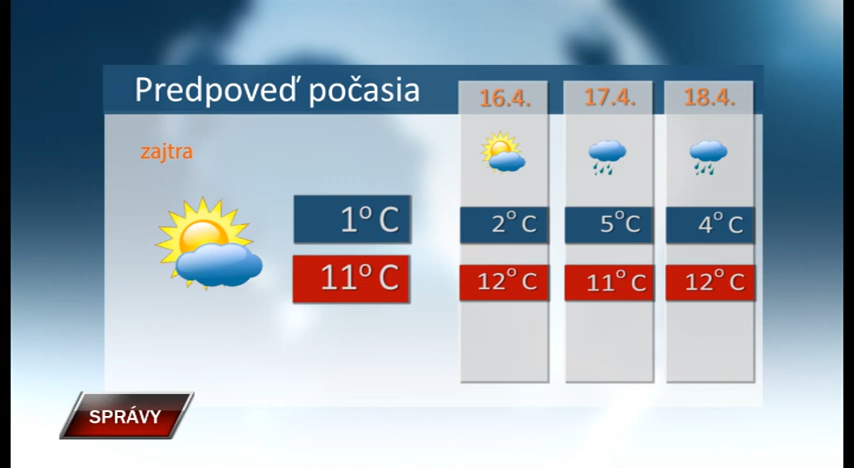 Predpoveď počasia
zajtra
1° C
11° C
16.4. 17.4. 18.4.
2° C 5°C 4° C
12° C 11° C 12° C
SPRÁVY